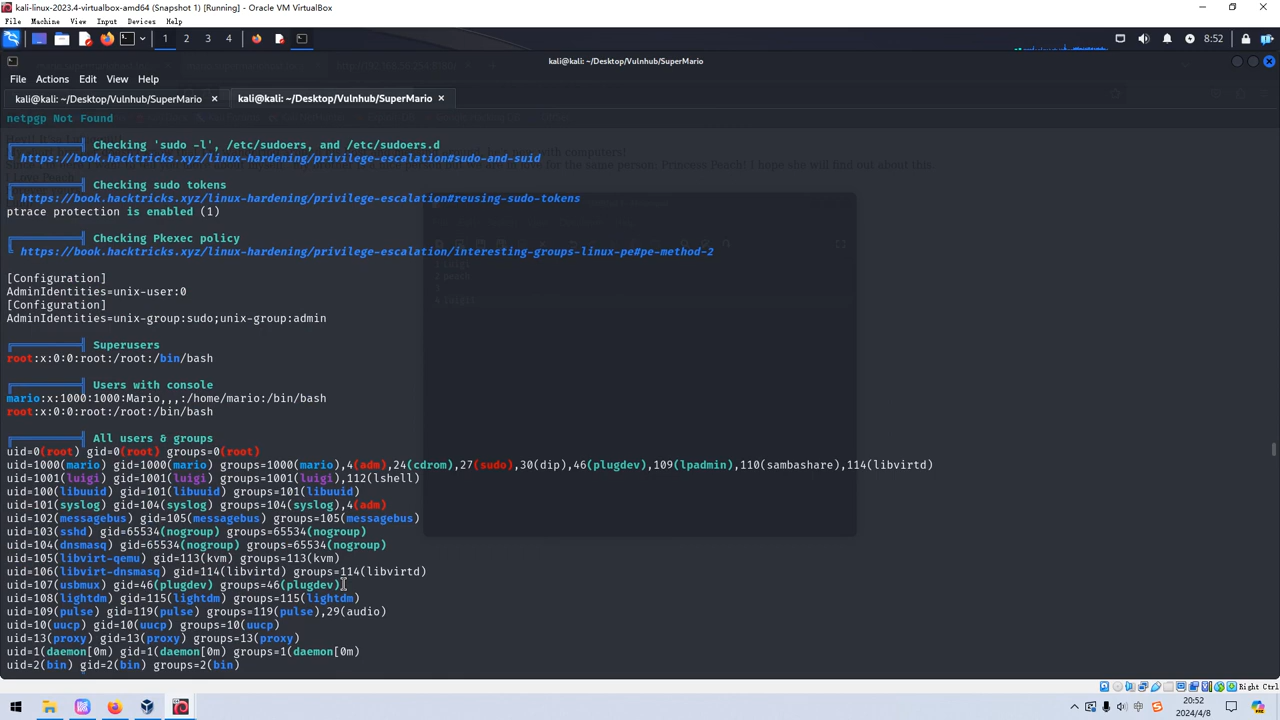 kali-linux-2023.4-virtualbox-amd64 (Snapshot 1) [Running] - Oracle VM VirtualBox
File Machine View Input Devices Help
1 2 3 4 8:52
kali@kali: ~/Desktop/Vulnhub/SuperMario
File Actions Edit View Help
kali@kali: ~/Desktop/Vulnhub/SuperMario kali@kali: ~/Desktop/Vulnhub/SuperMario
netpgp Not Found
Checking 'sudo -l', /etc/sudoers, and /etc/sudoers.d
https://book.hacktricks.xyz/linux-hardening/privilege-escalation#sudo-and-suid
Checking sudo tokens
https://book.hacktricks.xyz/linux-hardening/privilege-escalation#reusing-sudo-tokens
ptrace protection is enabled (1)
Checking Pkexec policy
https://book.hacktricks.xyz/linux-hardening/privilege-escalation/interesting-groups-linux-pe#pe-method-2
[Configuration]
AdminIdentities=unix-user:0
[Configuration]
AdminIdentities=unix-group:sudo;unix-group:admin
Superusers
root:x:0:0:root:/root:/bin/bash
Users with console
mario:x:1000:1000:Mario,,,:/home/mario:/bin/bash
root:x:0:0:root:/root:/bin/bash
All users & groups
uid=0(root) gid=0(root) groups=0(root)
uid=1000(mario) gid=1000(mario) groups=1000(mario),4(adm),24(cdrom),27(sudo),30(dip),46(plugdev),109(lpadmin),110(sambashare),114(libvirtd)
uid=1001(luigi) gid=1001(luigi) groups=1001(luigi),112(lshell)
uid=100(libuuid) gid=101(libuuid) groups=101(libuuid)
uid=101(syslog) gid=104(syslog) groups=104(syslog),4(adm)
uid=102(messagebus) gid=105(messagebus) groups=105(messagebus)
uid=103(sshd) gid=65534(nogroup) groups=65534(nogroup)
uid=104(dnsmasq) gid=65534(nogroup) groups=65534(nogroup)
uid=105(libvirt-qemu) gid=113(kvm) groups=113(kvm)
uid=106(libvirt-dnsmasq) gid=114(libvirtd) groups=114(libvirtd)
uid=107(usbmux) gid=46(plugdev) groups=46(plugdev)
uid=108(lightdm) gid=115(lightdm) groups=115(lightdm)
uid=109(pulse) gid=119(pulse) groups=119(pulse),29(audio)
uid=10(uucp) gid=10(uucp) groups=10(uucp)
uid=13(proxy) gid=13(proxy) groups=13(proxy)
uid=1(daemon[0m) gid=1(daemon[0m) groups=1(daemon[0m)
uid=2(bin) gid=2(bin) groups=2(bin)
Right Ctrl
中 20:52
2024/4/8